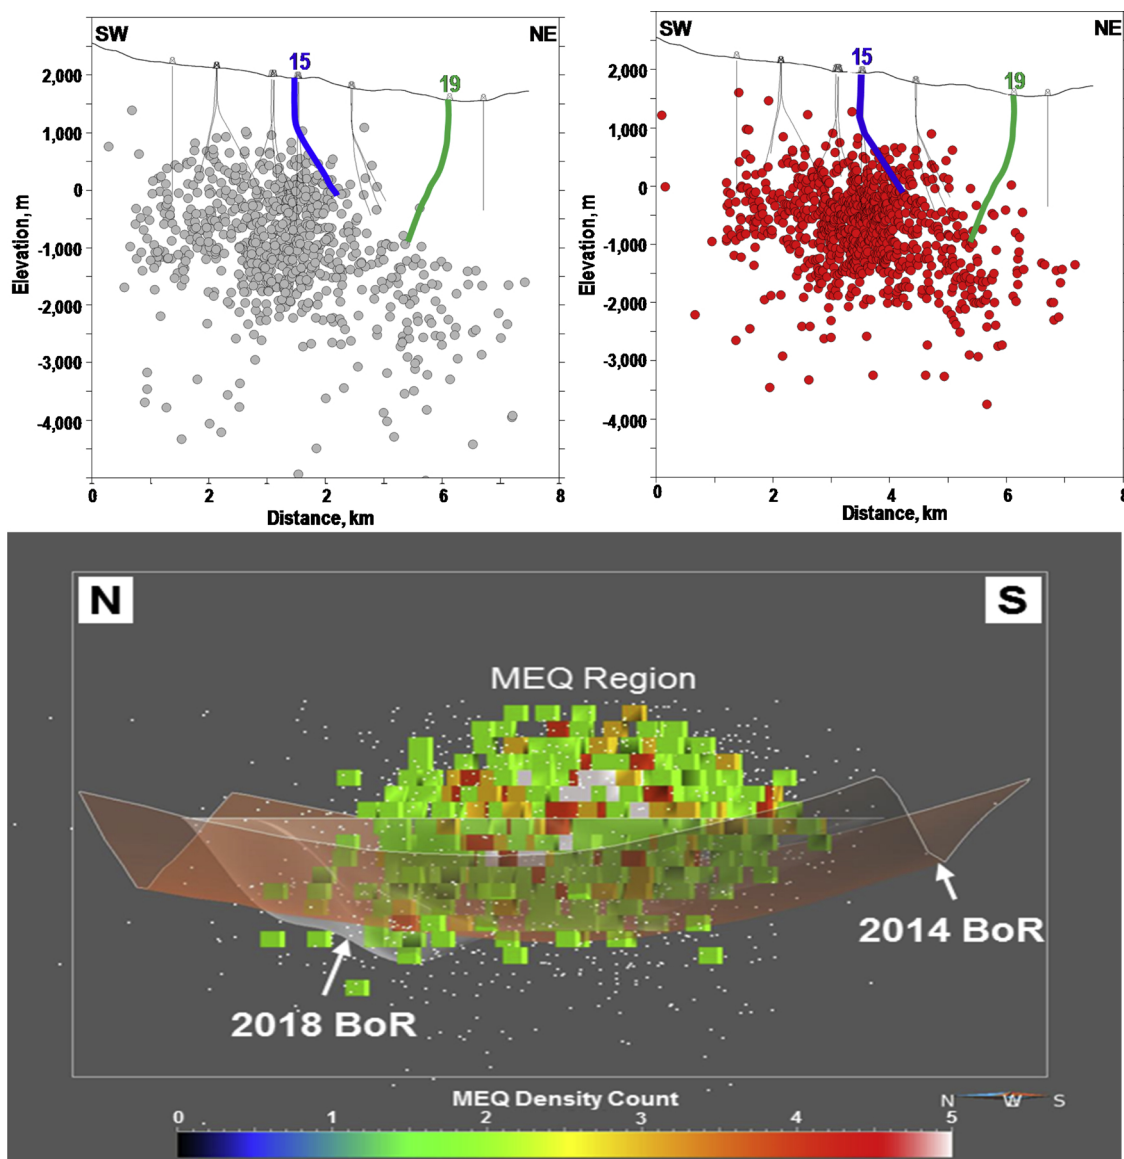 SW
NE
15
19
2,000
1,000
0
-1,000
-2,000
-3,000
-4,000
Elevation, m
0
2
2
6
8
Distance, km
SW
NE
15
19
2,000
1,000
0
-1,000
-2,000
-3,000
-4,000
Elevation, m
0
2
4
6
8
Distance, km
N
S
MEQ Region
2014 BoR
2018 BoR
MEQ Density Count
0 1 2 3 4 5
N W S